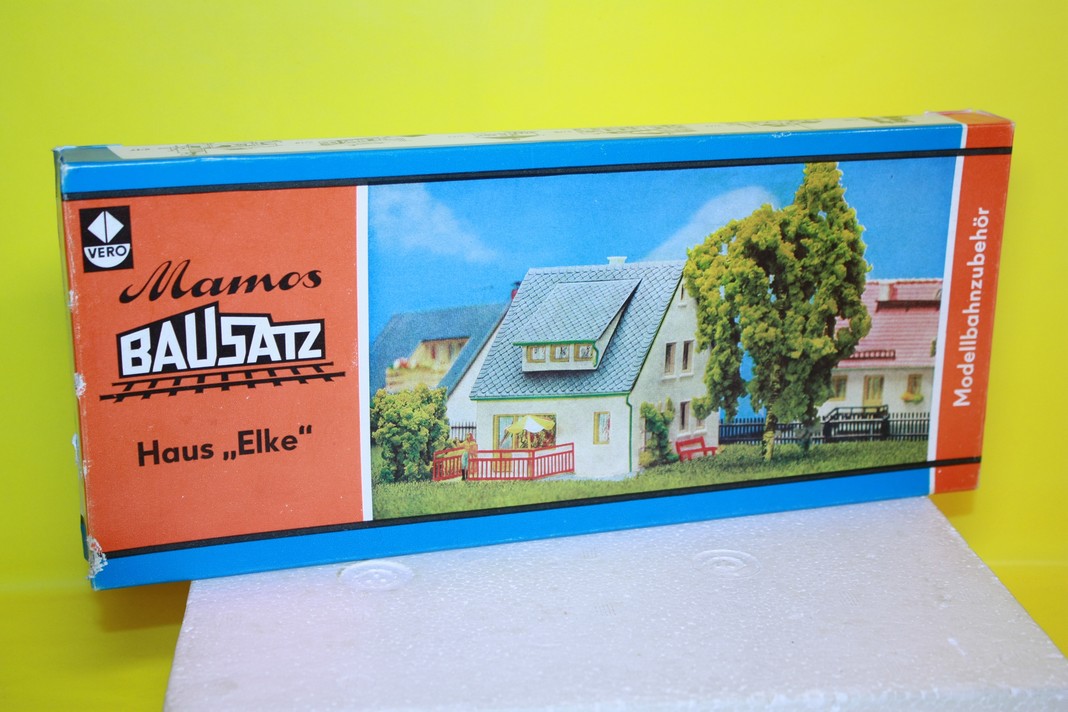 VERO
Mamos
BAUSATZ
Haus „Elke“
Modellbahnzubehör